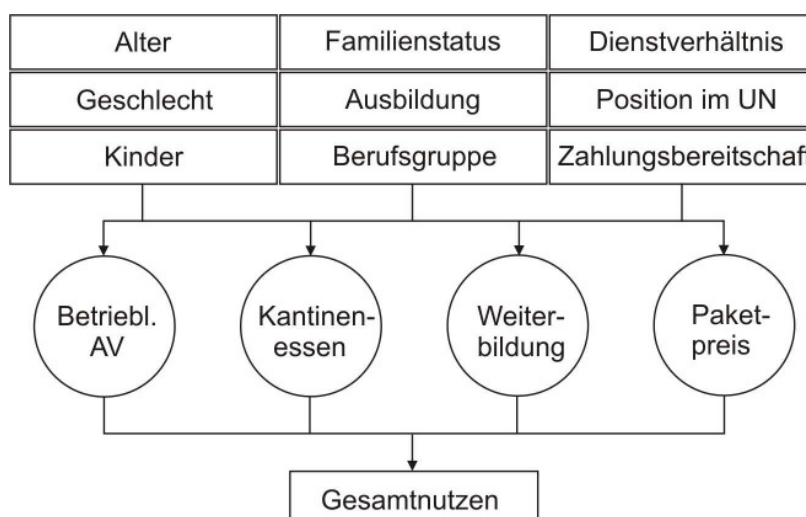 Alter Familienstatus Dienstverhältnis
Geschlecht Ausbildung Position im UN
Kinder Berufsgruppe Zahlungsbereitschaf
Betriebl. AV
Kantinen-
essen
Weiter-
bildung
Paket-
preis
Gesamtnutzen